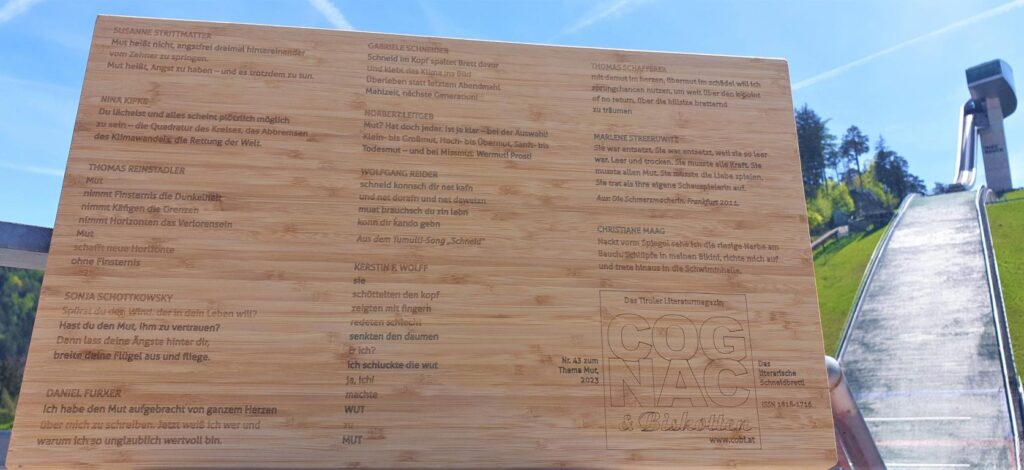 SUSANNE STRITTMATTER
Mut heißt nicht, angstfrei dreimal hintereinander
vom Zehner zu springen.
Mut heißt, Angst zu haben – und es trotzdem zu tun.
NINA KIPKE
Du lächelst und alles scheint plötzlich möglich
zu sein – die Quadratur des Kreises, das Abbremsen
des Klimawandels, die Rettung der Welt.
THOMAS REINSTADLER
Mut
nimmt Finsternis die Dunkelheit
nimmt Käfigen die Grenzen
nimmt Horizonten das Verlorensein
Mut
schafft neue Horizonte
ohne Finsternis
SONJA SCHOTTKOWSKY
Spürst du den Wind, der in dein Leben will?
Hast du den Mut, ihm zu vertrauen?
Dann lass deine Ängste hinter dir,
breite deine Flügel aus und fliege.
DANIEL FURXER
Ich habe den Mut aufgebracht von ganzem Herzen
über mich zu schreiben. Jetzt weiß ich wer und
warum ich so unglaublich wertvoll bin.
GABRIELE SCHNEIDER
Schneid im Kopf spaltet Brett davor
Und klebt das Klima ins Bild
Überleben statt letztem Abendmahl
Mahlzeit, nächste Generation!
NORBERT LEITGEB
Mut? Hat doch jeder. Ist ja klar – bei der Auswahl!
Klein- bis Großmut, Hoch- bis Übermut, Sanft- bis
Todesmut – und bei Missmut, Wermut! Prost!
WOLFGANG REIDER
schneid konnsch dir net kafn
und net dorafn und net daweizn
muat brauchsch du zin lebn
konn dir kando gebn
Aus dem Tumulti-Song „Schneid"
KERSTIN F. WOLFF
sie
schüttelten den kopf
zeigten mit fingern
redeten schlecht
senkten den daumen
& ich?
ich schluckte die wut
ja, ich!
machte
WUT
zu
MUT
THOMAS SCHAFFERER
mit demut im herzen, übermut im schädel will ich
sprungchancen nutzen, um weit über den k(p)oint
of no return, über die hillsize bretternd
zu träumen
MARLENE STREERUWITZ
Sie war entsetzt. Sie war entsetzt, weil sie so leer
war. Leer und trocken. Sie musste alle Kraft. Sie
musste allen Mut. Sie musste die Liebe spielen.
Sie trat als ihre eigene Schauspielerin auf.
Aus: Die Schmerzmacherin. Frankfurt 2011.
CHRISTIANE MAAG
Nackt vorm Spiegel sehe ich die riesige Narbe am
Bauch. Schlüpfe in meinen Bikini, richte mich auf
und trete hinaus in die Schwimmhalle.
Das Tiroler Literaturmagazin
COG
NAC
& Biskotten
www.cobi.at
Nr. 43 zum
Thema Mut,
2023
Das
literarische
Schneidbrettl
ISSN 1818-1716